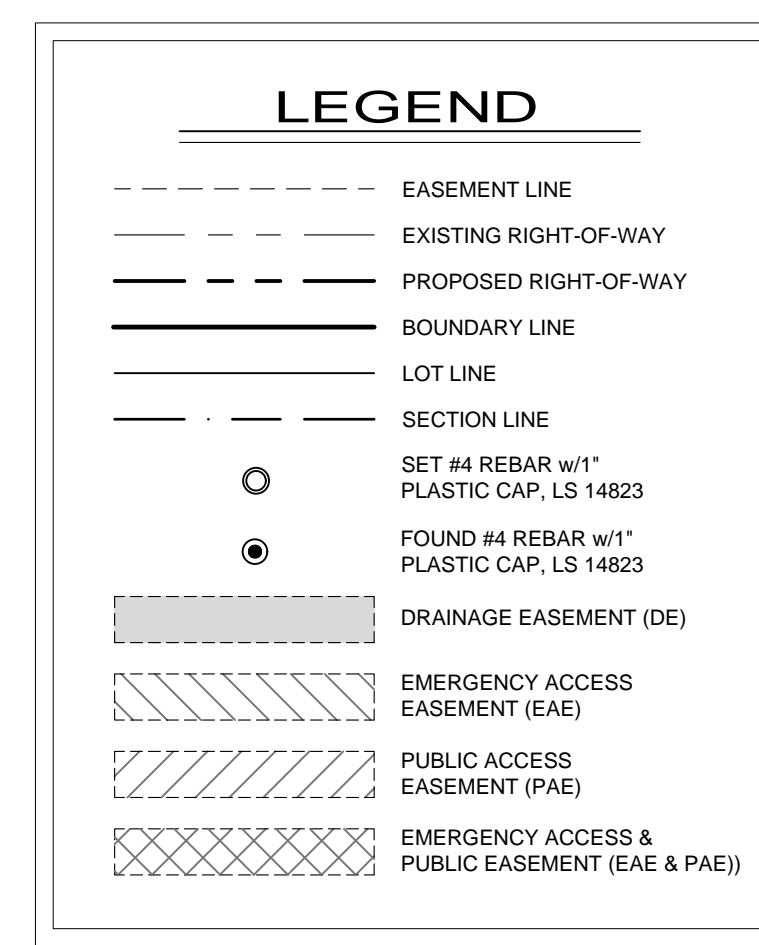 LEGEND
EASEMENT LINE
EXISTING RIGHT-OF-WAY
PROPOSED RIGHT-OF-WAY
BOUNDARY LINE
LOT LINE
SECTION LINE
SET #4 REBAR w/1"
PLASTIC CAP, LS 14823
FOUND #4 REBAR w/1"
PLASTIC CAP, LS 14823
DRAINAGE EASEMENT (DE)
EMERGENCY ACCESS
EASEMENT (EAE)
PUBLIC ACCESS
EASEMENT (PAE)
EMERGENCY ACCESS &
PUBLIC EASEMENT (EAE & PAE))